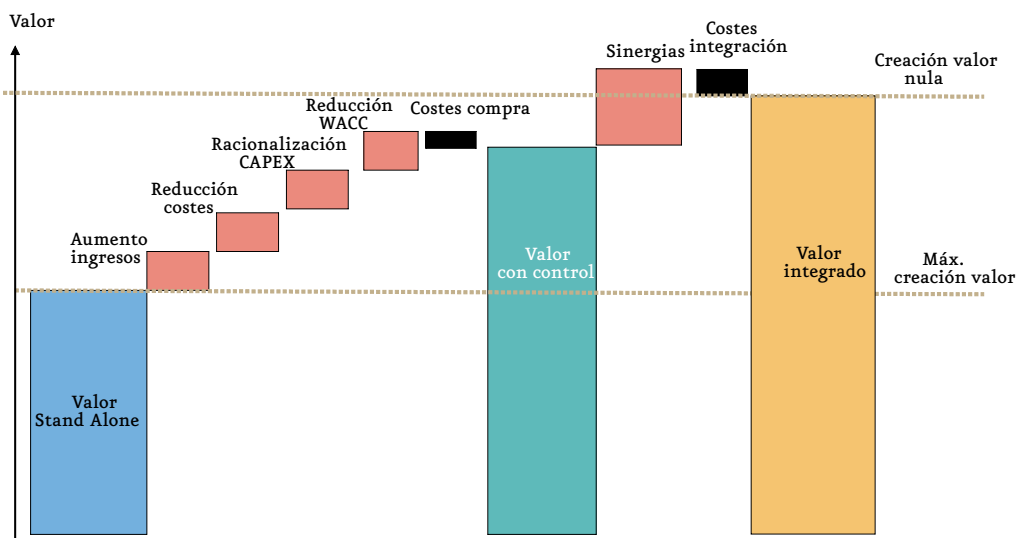 Valor
Costes
integración
Sinergias
Creación valor
nula
Reducción
WACC
Costes compra
Racionalización
CAPEX
Reducción
costes
Aumento
ingresos
Valor
con control
Valor
integrado
Máx.
creación valor
Valor
Stand Alone